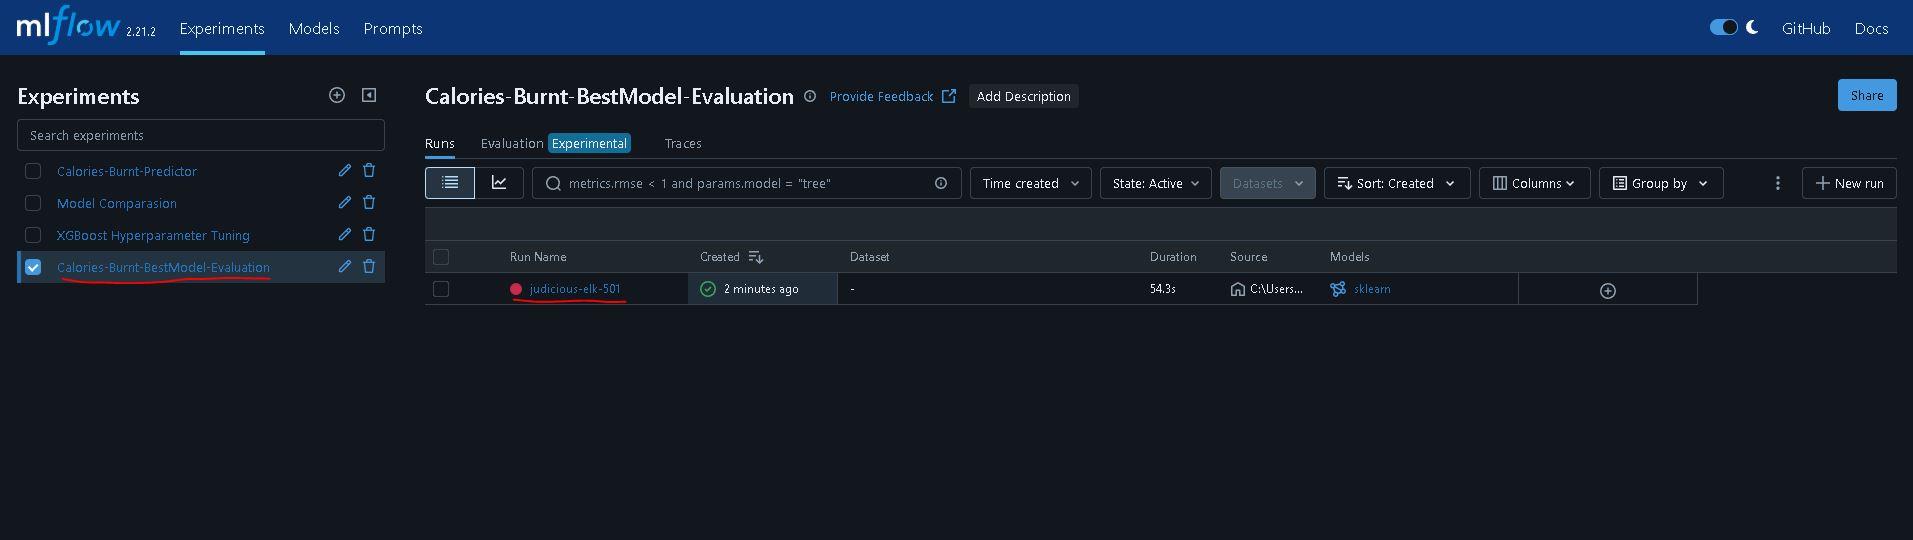 mlflow 2.21.2 Experiments Models Prompts GitHub Docs
Experiments
Search experiments
Calories-Burnt-Predictor
Model Comparasion
XGBoost Hyperparameter Tuning
Calories-Burnt-BestModel-Evaluation
Calories-Burnt-BestModel-Evaluation Provide Feedback Add Description Share
Runs Evaluation Experimental Traces
metrics.rmse < 1 and params.model = "tree" Time created State: Active Datasets Sort: Created Columns Group by New run
Run Name Created Dataset Duration Source Models
judicious-elk-501 2 minutes ago - 54.3s C:\Users... sklearn